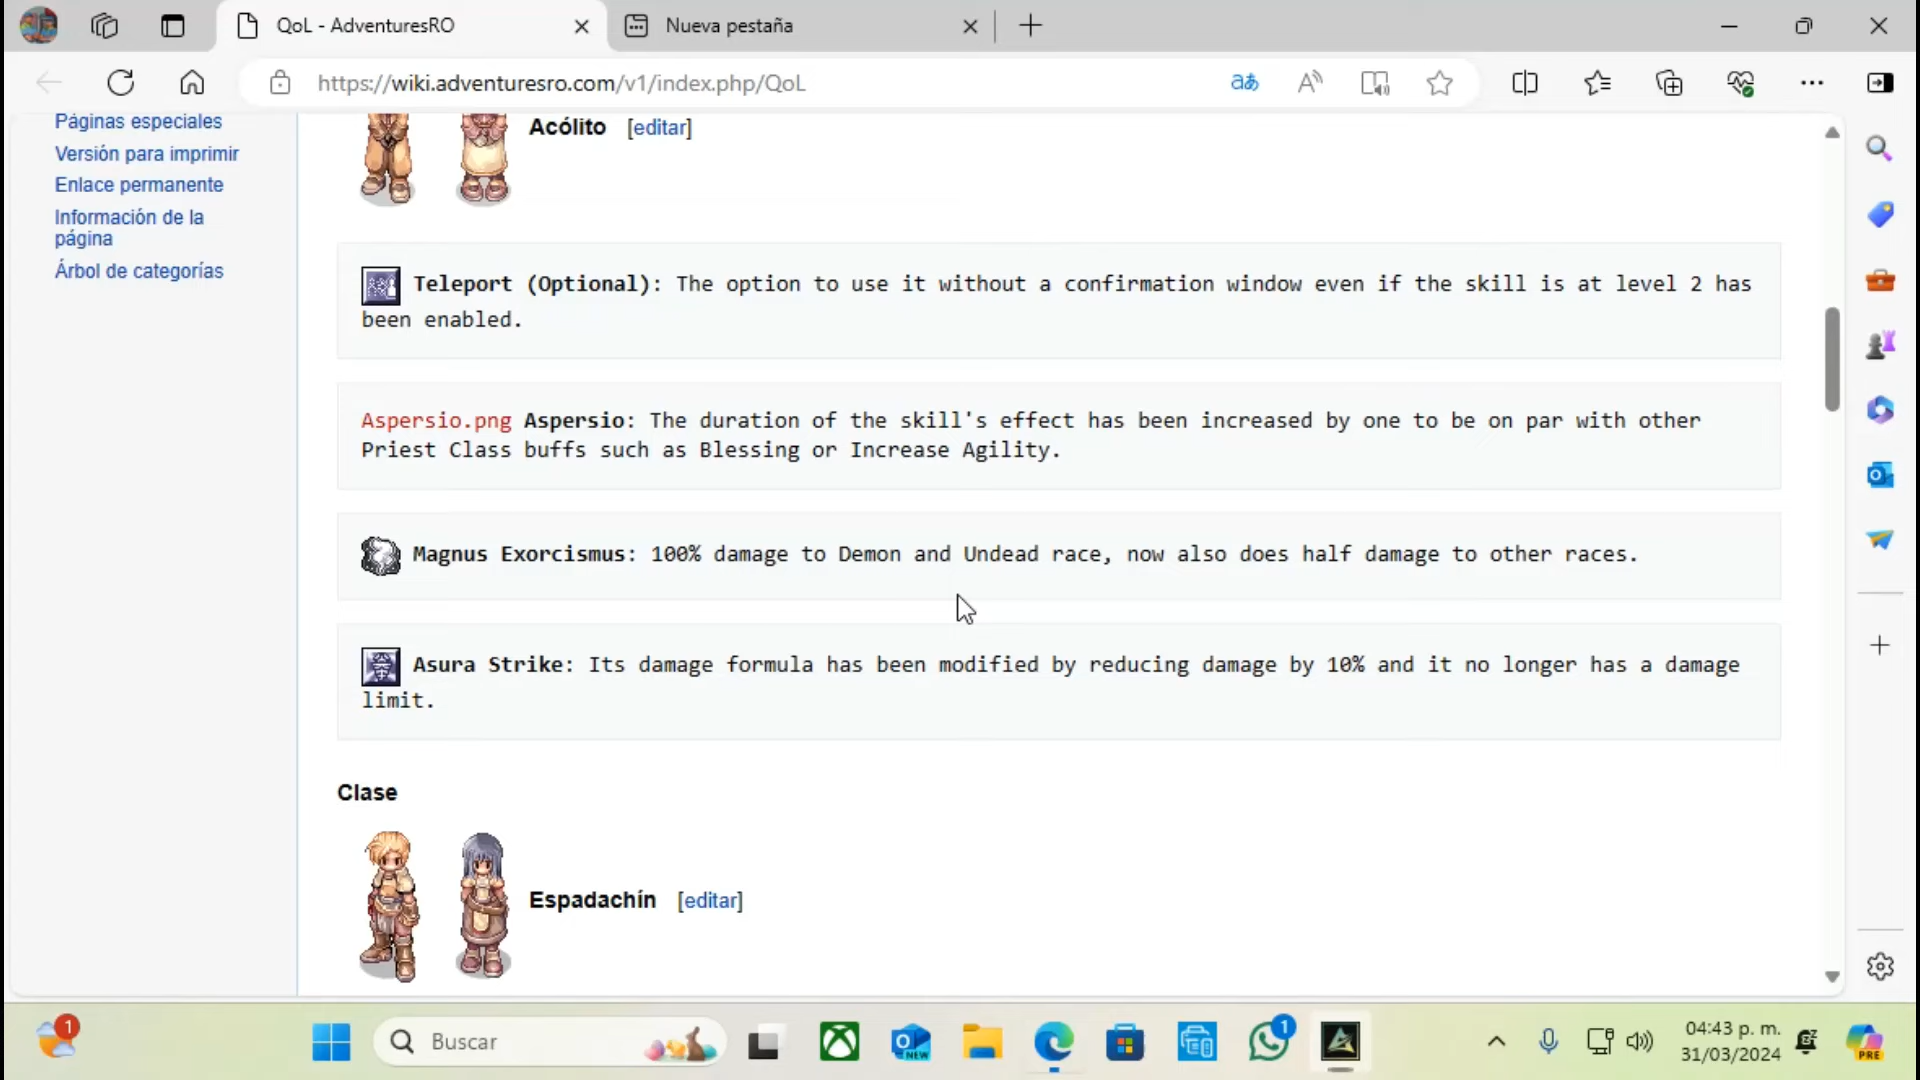 QoL - AdventuresRO
Nueva pestaña
https://wiki.adventuresro.com/v1/index.php/QoL
Páginas especiales
Versión para imprimir
Enlace permanente
Información de la
página
Árbol de categorías
Acólito [editar]
Teleport (Optional): The option to use it without a confirmation window even if the skill is at level 2 has
been enabled.
Aspersio.png Aspersio: The duration of the skill's effect has been increased by one to be on par with other
Priest Class buffs such as Blessing or Increase Agility.
Magnus Exorcismus: 100% damage to Demon and Undead race, now also does half damage to other races.
Asura Strike: Its damage formula has been modified by reducing damage by 10% and it no longer has a damage
limit.
Clase
Espadachín [editar]
1
Buscar
NEW
1
04:43 p. m.
31/03/2024
PRE